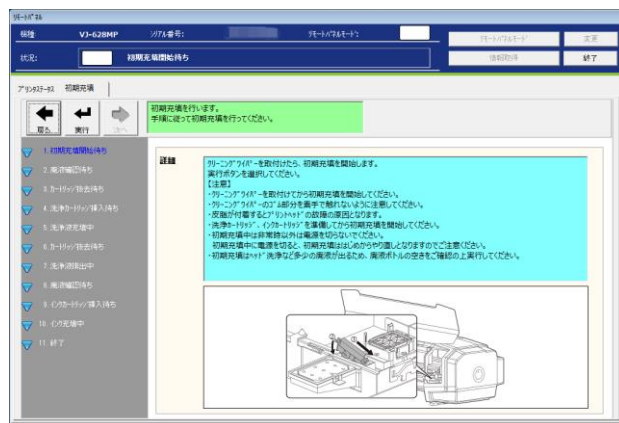 リモートパネル
機種: VJ-628MP シリアル番号: リモートパネルモード: リモートパネルモード 変更
状況: 初期充填開始待ち 情報取得 終了
プリンタステータス 初期充填
戻る 実行 次へ
初期充填を行います。
手順に従って初期充填を行ってください。
1. 初期充填開始待ち
2. 廃液確認待ち
3. カートリッジ除去待ち
4. 洗浄カートリッジ挿入待ち
5. 洗浄液充填中
6. カートリッジ除去待ち
7. 洗浄液排出中
8. 廃液確認待ち
9. インクカートリッジ挿入待ち
10. インク充填中
11. 終了
詳細
クリーニングワイパーを取付けたら、初期充填を開始します。
実行ボタンを選択してください。
【注意】
・クリーニングワイパーを取付けてから初期充填を開始してください。
・クリーニングワイパーのゴム部分を素手で触れないように注意してください。
・皮脂が付着するとプリントヘッドの故障の原因となります。
・洗浄カートリッジ、インクカートリッジを準備してから初期充填を開始してください。
・初期充填中は非常時以外は電源を切らないでください。
初期充填中に電源を切ると、初期充填ははじめからやり直しとなりますのでご注意ください。
・初期充填はヘッド洗浄など多少の廃液が出るため、廃液ボトルの空きをご確認の上実行してください。